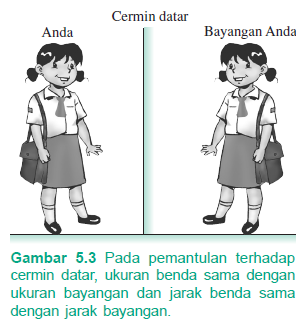 Cermin datar
Anda
Bayangan Anda
Gambar 5.3 Pada pemantulan terhadap
cermin datar, ukuran benda sama dengan
ukuran bayangan dan jarak benda sama
dengan jarak bayangan.